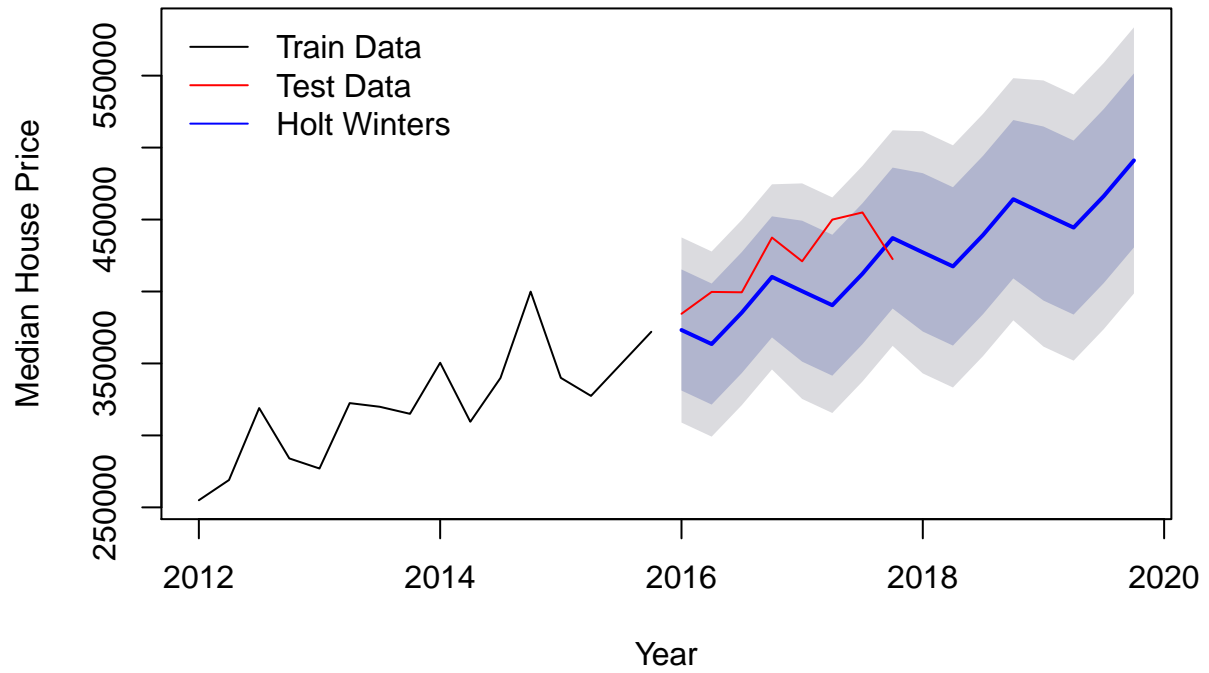 Train Data
Test Data
Holt Winters
Median House Price
550000
450000
350000
250000
2012 2014 2016 2018 2020
Year